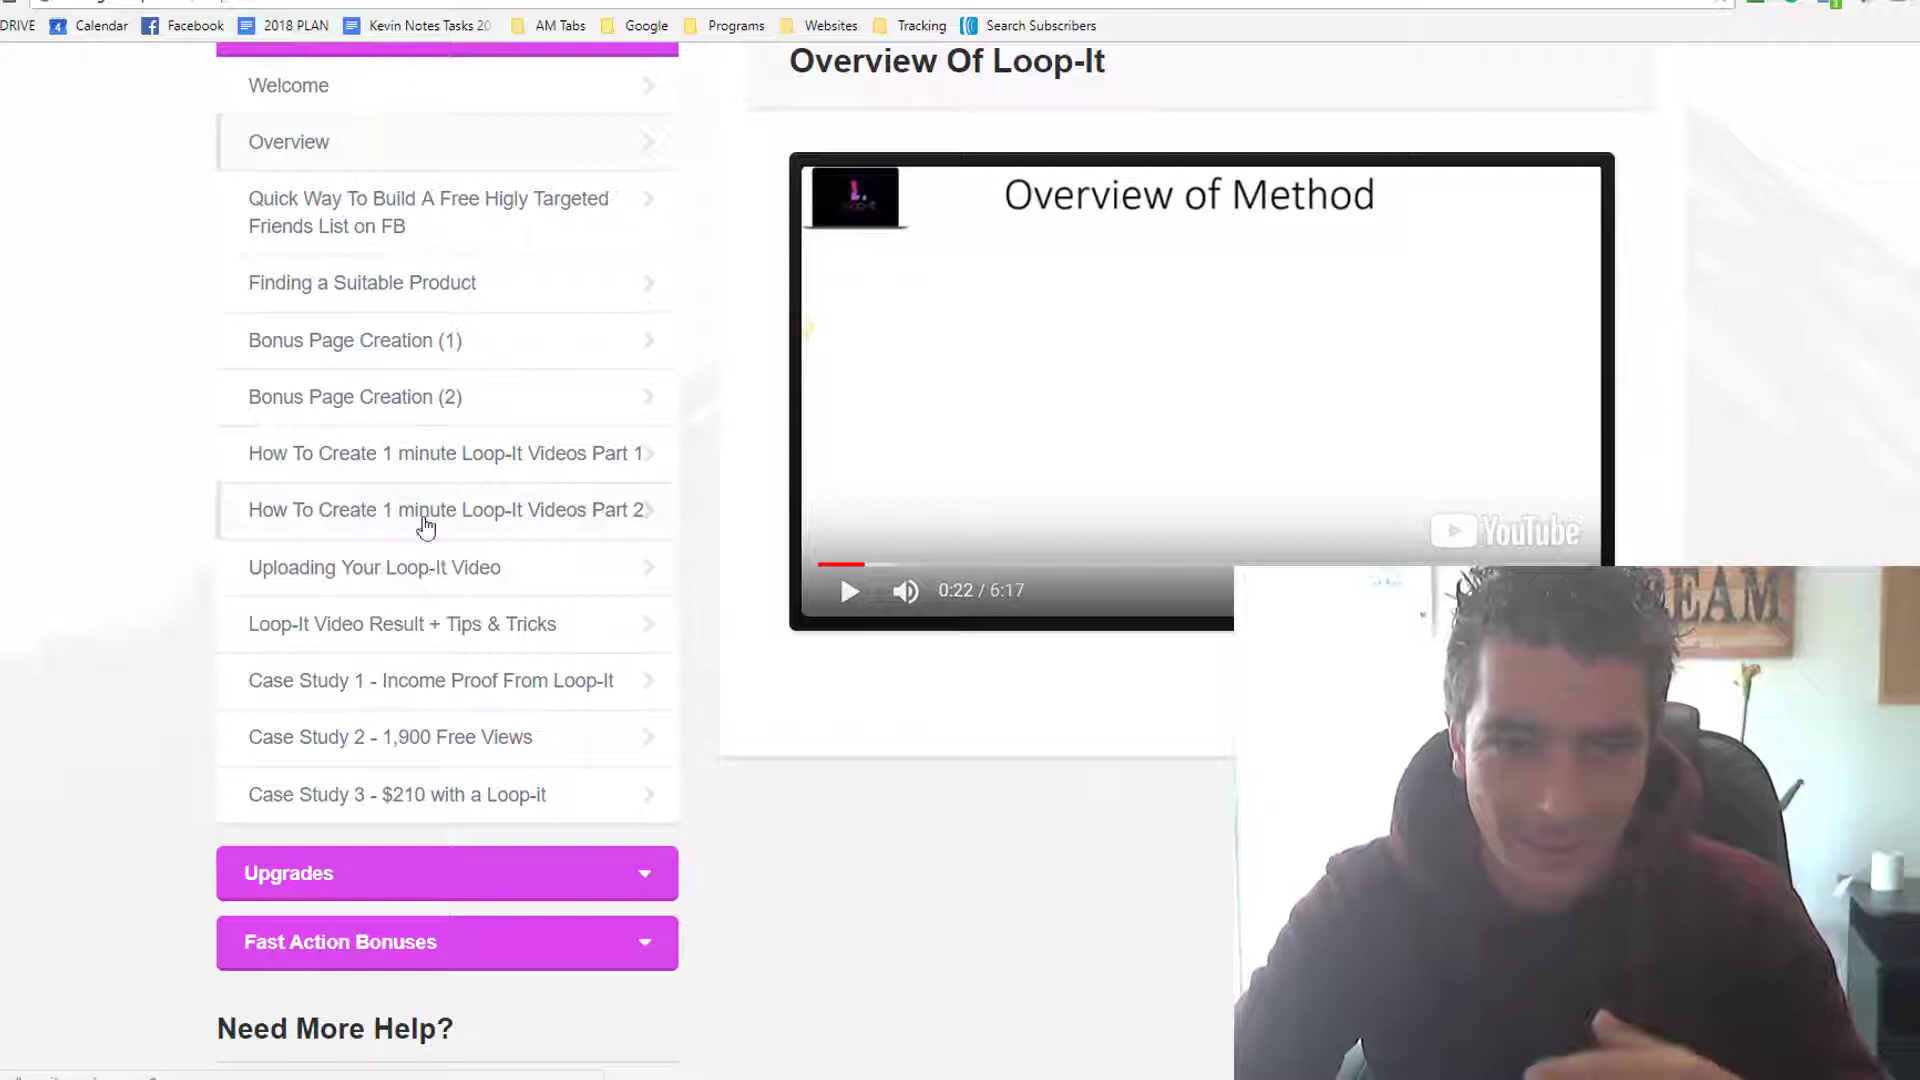 DRIVE Calendar Facebook 2018 PLAN Kevin Notes Tasks 20 AM Tabs Google Programs Websites Tracking Search Subscribers
Overview Of Loop-It
Welcome
Overview
Quick Way To Build A Free Higly Targeted
Friends List on FB
Finding a Suitable Product
Bonus Page Creation (1)
Bonus Page Creation (2)
How To Create 1 minute Loop-It Videos Part 1
How To Create 1 minute Loop-It Videos Part 2
Uploading Your Loop-It Video
Loop-It Video Result + Tips & Tricks
Case Study 1 - Income Proof From Loop-It
Case Study 2 - 1,900 Free Views
Case Study 3 - $210 with a Loop-it
Upgrades
Fast Action Bonuses
Need More Help?
Overview of Method
YouTube
0:22 / 6:17